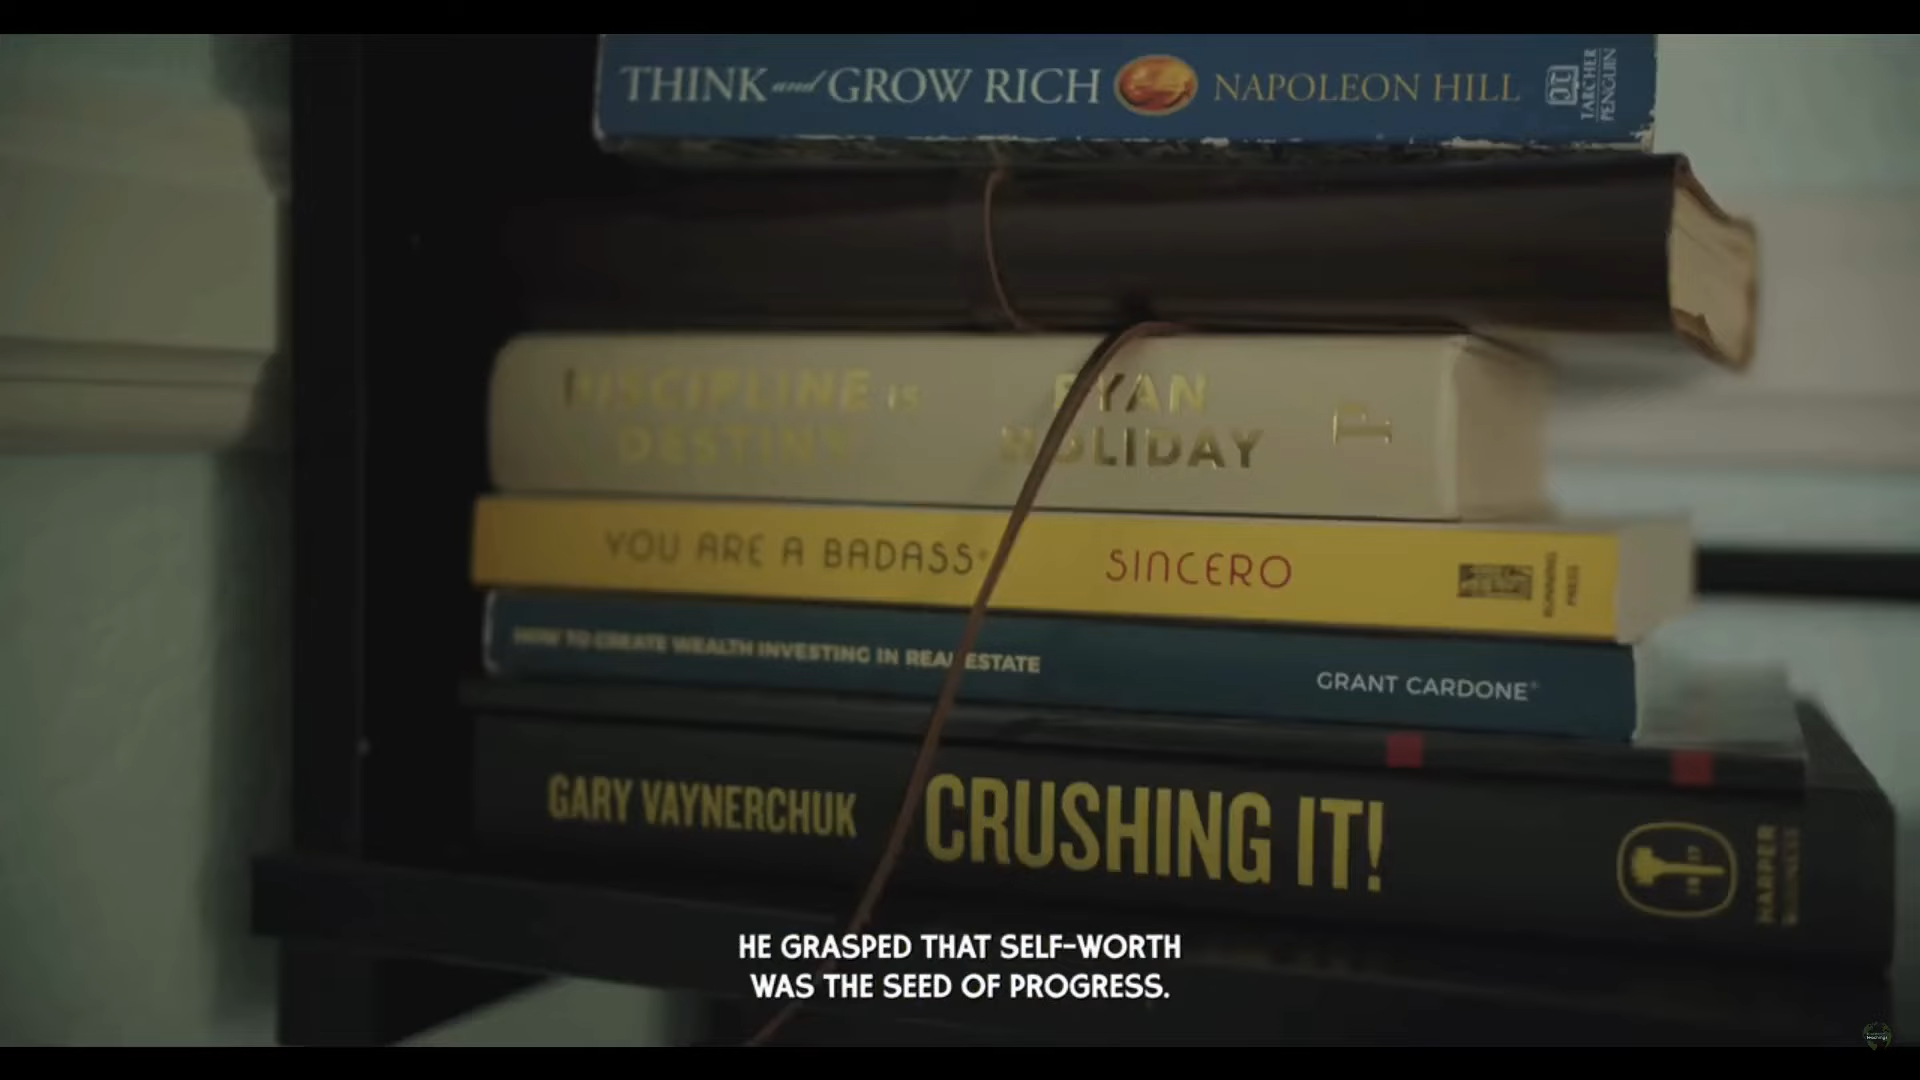 THINK and GROW RICH NAPOLEON HILL
TARCHER
PENGUIN
DISCIPLINE IS
DESTINY
RYAN
HOLIDAY
YOU ARE A BADASS® SINCERO
RUNNING
PRESS
HOW TO CREATE WEALTH INVESTING IN REAL ESTATE GRANT CARDONE®
GARY VAYNERCHUK CRUSHING IT!
HARPER
BUSINESS
HE GRASPED THAT SELF-WORTH
WAS THE SEED OF PROGRESS.